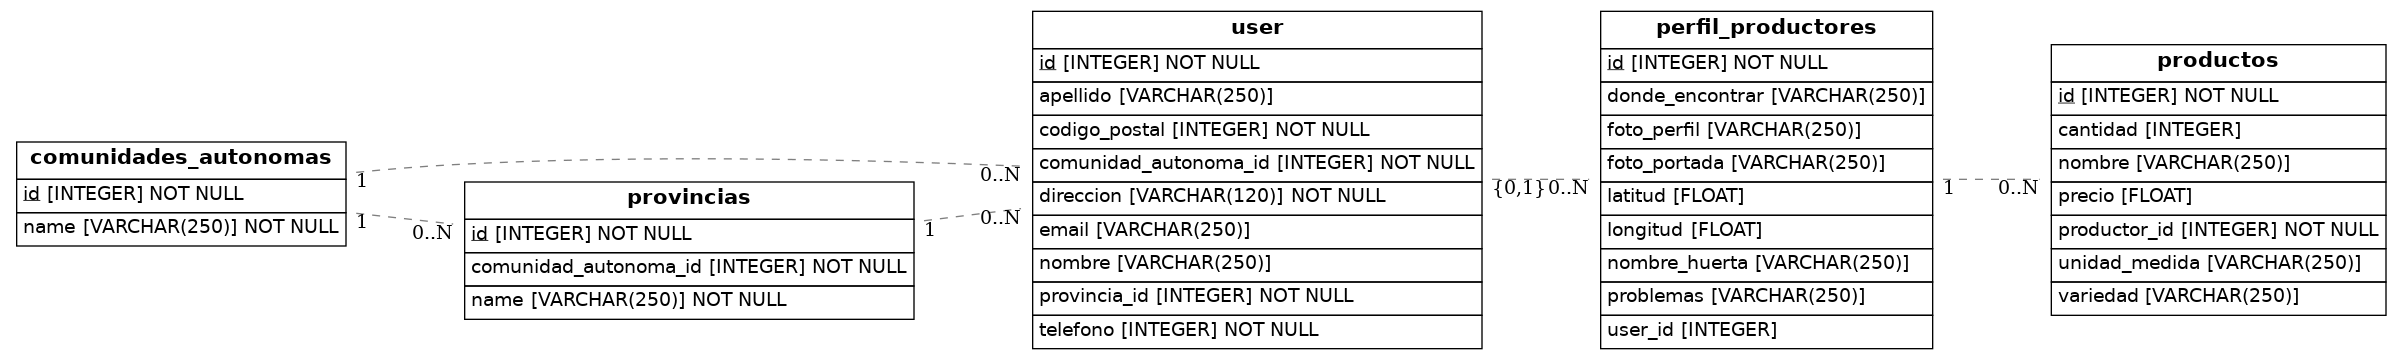 comunidades_autonomas
id [INTEGER] NOT NULL
name [VARCHAR(250)] NOT NULL
1
1
0..N
0..N
provincias
id [INTEGER] NOT NULL
comunidad_autonoma_id [INTEGER] NOT NULL
name [VARCHAR(250)] NOT NULL
1
0..N
user
id [INTEGER] NOT NULL
apellido [VARCHAR(250)]
codigo_postal [INTEGER] NOT NULL
comunidad_autonoma_id [INTEGER] NOT NULL
direccion [VARCHAR(120)] NOT NULL
email [VARCHAR(250)]
nombre [VARCHAR(250)]
provincia_id [INTEGER] NOT NULL
telefono [INTEGER] NOT NULL
{0,1}
0..N
perfil_productores
id [INTEGER] NOT NULL
donde_encontrar [VARCHAR(250)]
foto_perfil [VARCHAR(250)]
foto_portada [VARCHAR(250)]
latitud [FLOAT]
longitud [FLOAT]
nombre_huerta [VARCHAR(250)]
problemas [VARCHAR(250)]
user_id [INTEGER]
1
0..N
productos
id [INTEGER] NOT NULL
cantidad [INTEGER]
nombre [VARCHAR(250)]
precio [FLOAT]
productor_id [INTEGER] NOT NULL
unidad_medida [VARCHAR(250)]
variedad [VARCHAR(250)]